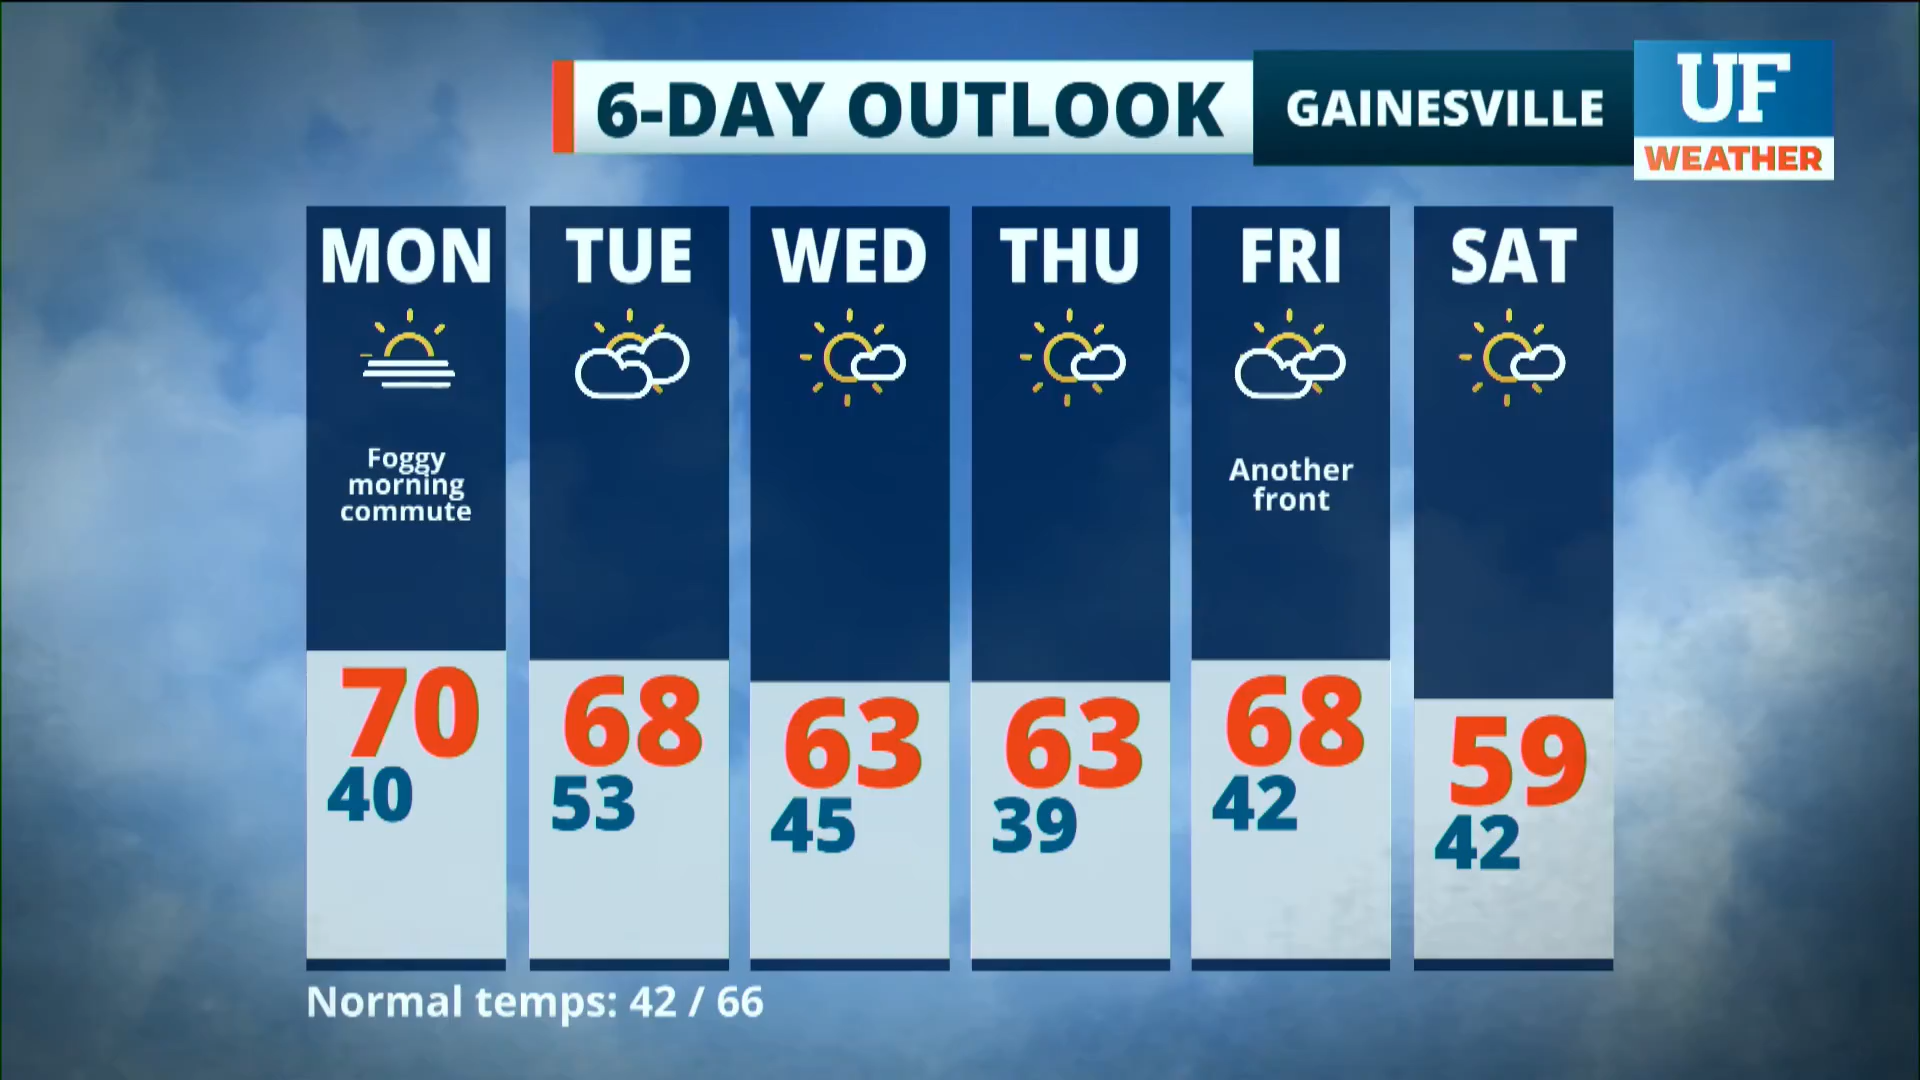 6-DAY OUTLOOK
GAINESVILLE
UF
WEATHER
MON
TUE
WED
THU
FRI
SAT
Foggy
morning
commute
Another
front
70
40
68
53
63
45
63
39
68
42
59
42
Normal temps: 42 / 66